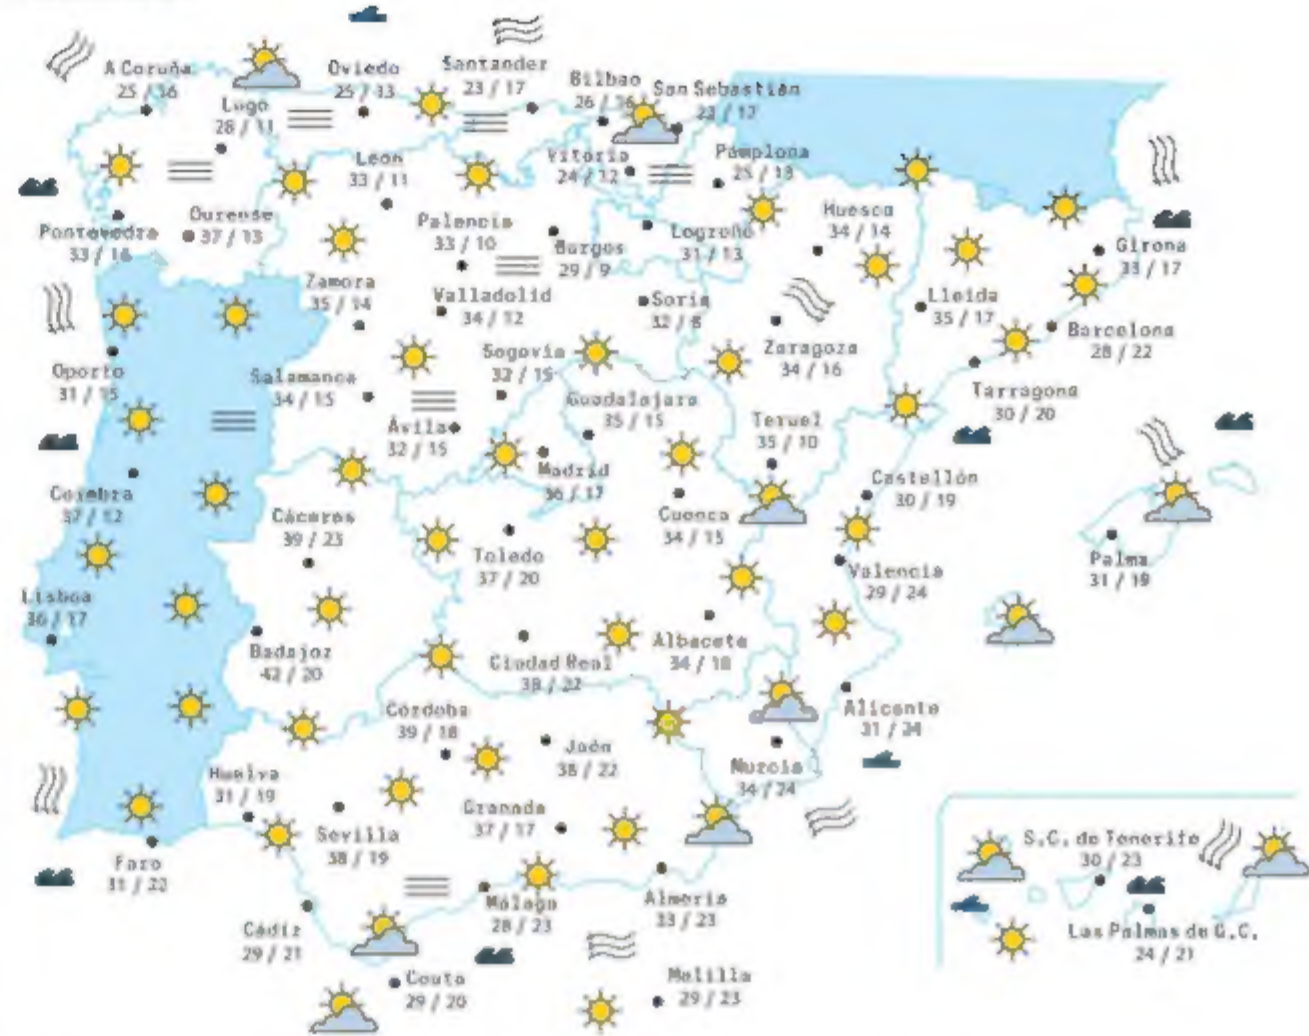 A Coruña
25 / 16
Oviedo
25 / 13
Santander
23 / 17
Bilbao
26 / 16
San Sebastián
23 / 17
Lugo
28 / 11
León
33 / 11
Vitoria
24 / 12
Pamplona
25 / 13
Pontevedra
33 / 16
Ourense
37 / 13
Palencia
33 / 10
Burgos
29 / 9
Logroño
31 / 13
Huesca
34 / 14
Girona
33 / 17
Zamora
35 / 14
Valladolid
34 / 12
Soria
32 / 8
Zaragoza
34 / 16
Lleida
35 / 17
Barcelona
28 / 22
Oporto
31 / 15
Salamanca
34 / 15
Segovia
32 / 15
Guadalajara
35 / 15
Tarragona
30 / 20
Ávila
32 / 15
Madrid
36 / 17
Teruel
35 / 10
Castellón
30 / 19
Coimbra
37 / 12
Cáceres
39 / 23
Toledo
37 / 20
Cuenca
34 / 15
Valencia
29 / 24
Palma
31 / 19
Lisboa
36 / 17
Badajoz
42 / 20
Ciudad Real
38 / 22
Albacete
34 / 18
Alicante
31 / 24
Córdoba
39 / 18
Jaén
38 / 22
Murcia
34 / 24
Huelva
31 / 19
Sevilla
38 / 19
Granada
37 / 17
Faro
31 / 22
Cádiz
29 / 21
Málaga
28 / 23
Almería
33 / 23
Ceuta
29 / 20
Melilla
29 / 23
S.C. de Tenerife
30 / 23
Las Palmas de G.C.
24 / 21